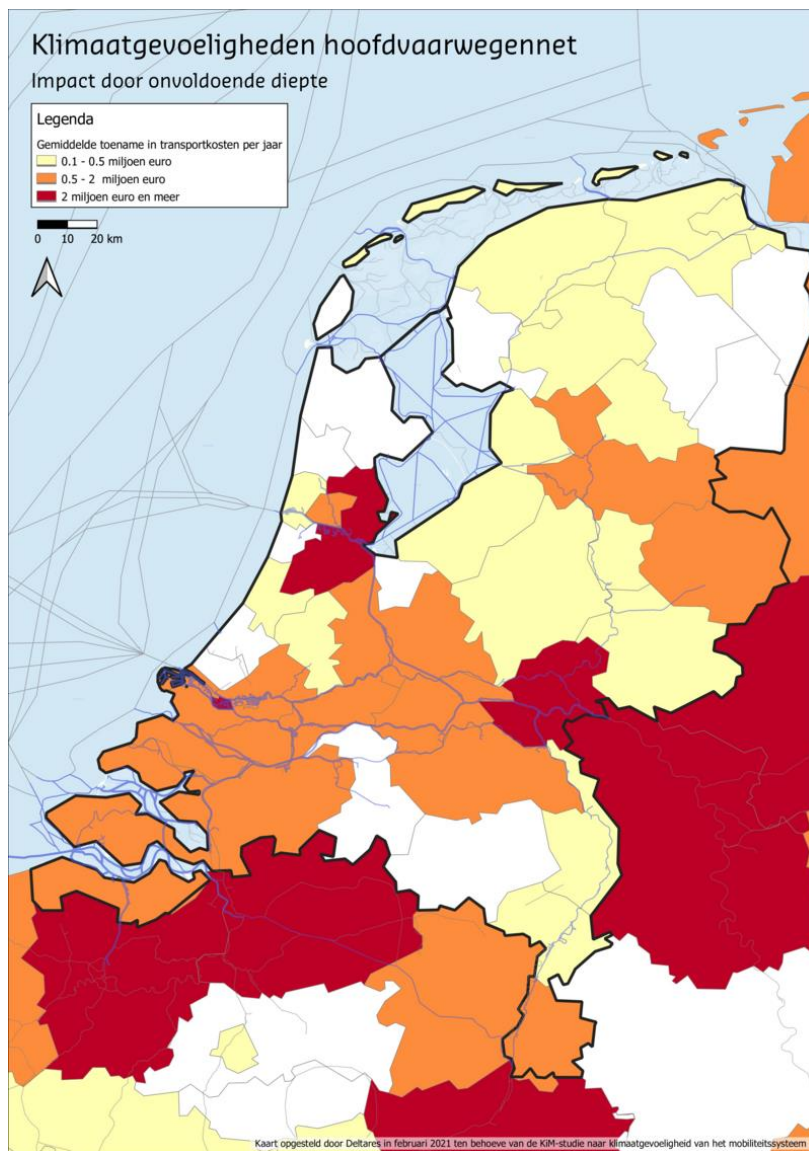 Klimaatgevoeligheden hoofdvaarwegennet
Impact door onvoldoende diepte
Legenda
Gemiddelde toename in transportkosten per jaar
0.1 - 0.5 miljoen euro
0.5 - 2 miljoen euro
2 miljoen euro en meer
0 10 20 km
Kaart opgesteld door Deltares in februari 2021 ten behoeve van de KiM-studie naar klimaatgevoeligheid van het mobiliteitssysteem